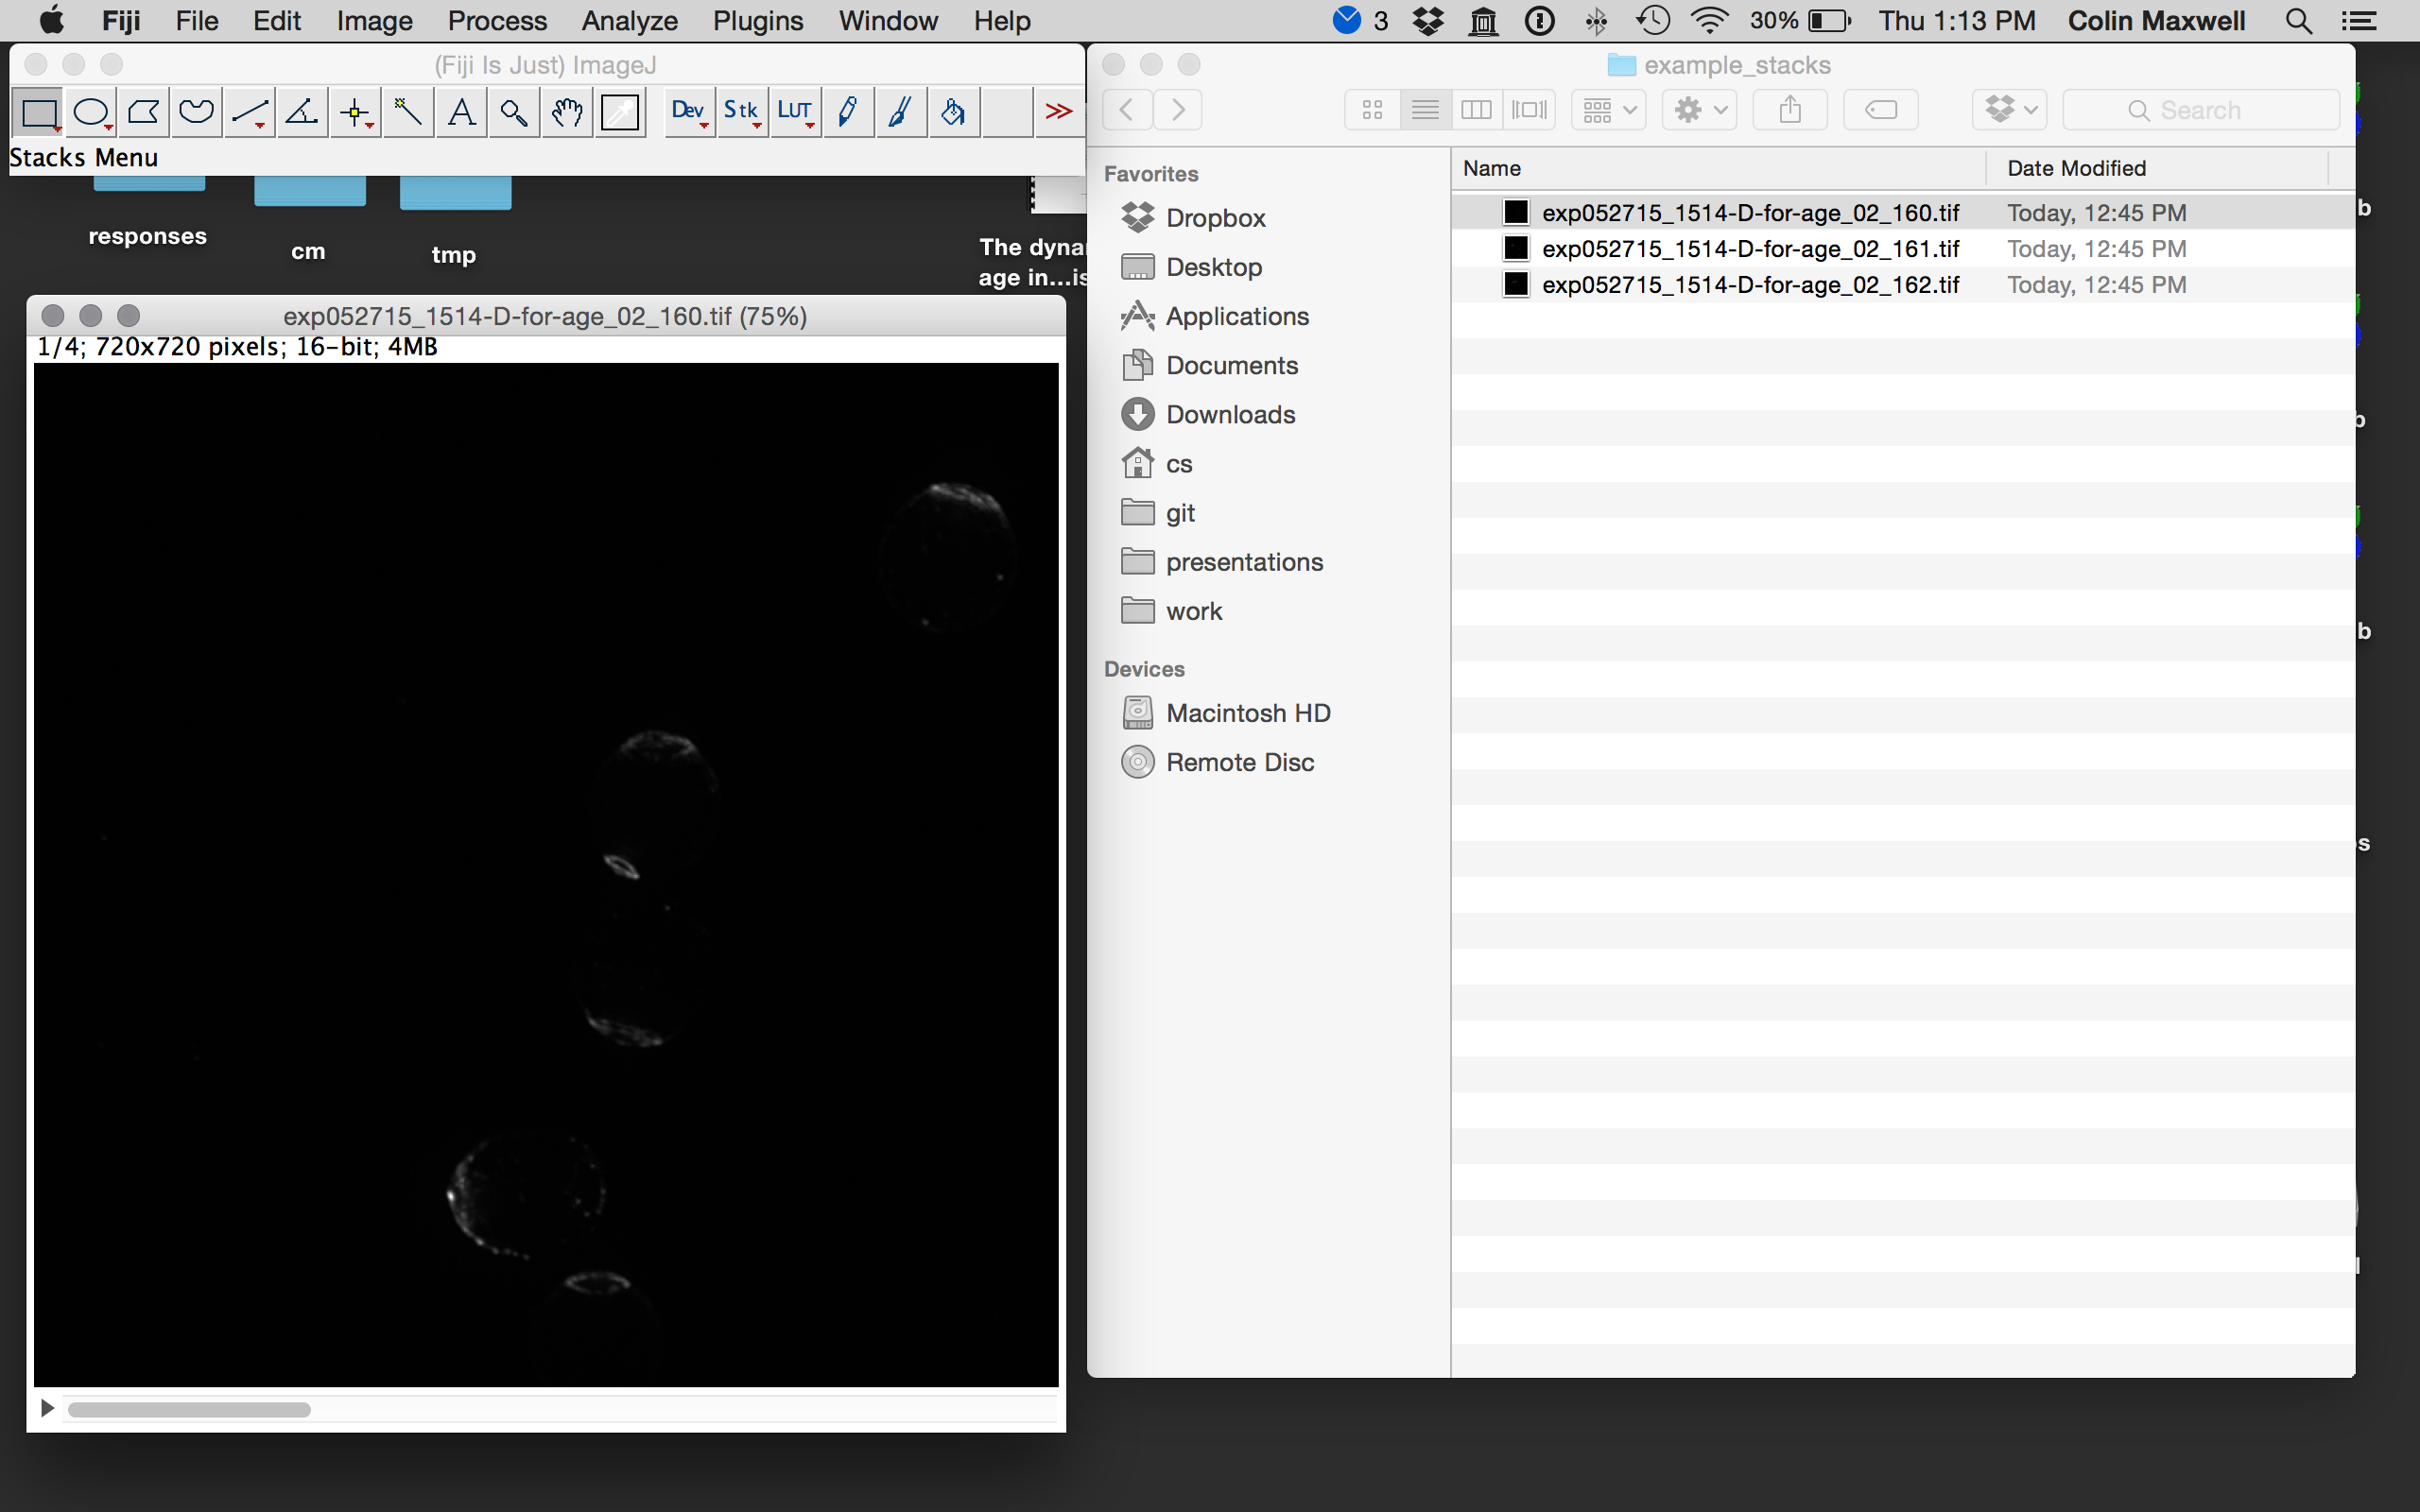 Fiji File Edit Image Process Analyze Plugins Window Help 3 30% Thu 1:13 PM Colin Maxwell
(Fiji Is Just) ImageJ
Dev Stk LUT A >>
Stacks Menu
responses
cm
tmp
The dyna
age in...is
exp052715_1514-D-for-age_02_160.tif (75%)
1/4; 720x720 pixels; 16-bit; 4MB
example_stacks
Search
Favorites
Dropbox
Desktop
Applications
Documents
Downloads
cs
git
presentations
work
Devices
Macintosh HD
Remote Disc
Name Date Modified
exp052715_1514-D-for-age_02_160.tif Today, 12:45 PM
exp052715_1514-D-for-age_02_161.tif Today, 12:45 PM
exp052715_1514-D-for-age_02_162.tif Today, 12:45 PM
b
b
b
s